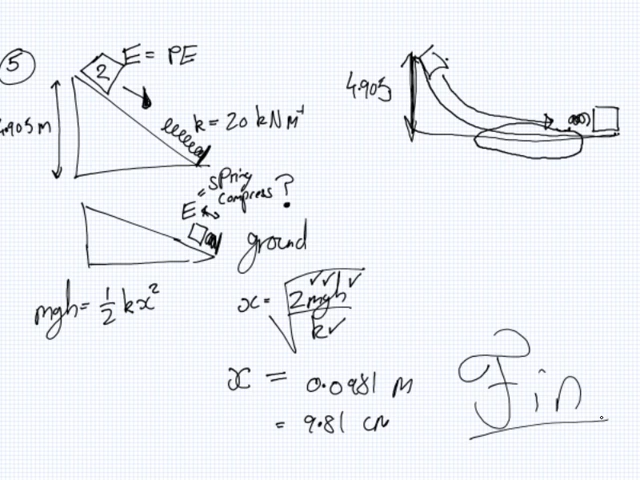 5
2
E = PE
4.905 m
k = 20 kNm⁻¹
4.905
E = spring compress ?
ground
mgh = 1/2 kx²
x = √(2mgh/k)
x = 0.0981 m
= 9.81 cm
Fin.